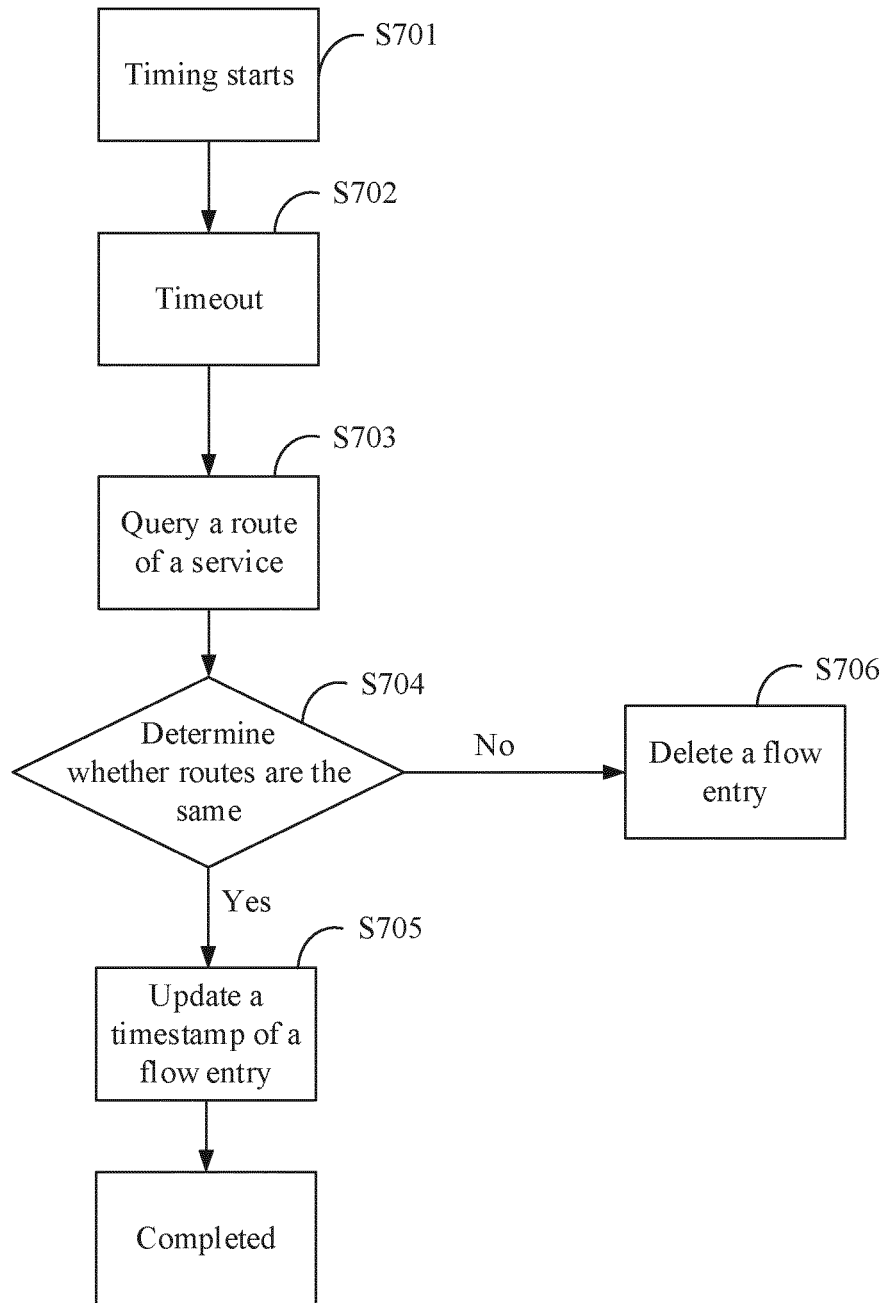 S701
Timing starts
S702
Timeout
S703
Query a route
of a service
S704
Determine
whether routes are the
same
No
S706
Delete a flow
entry
Yes
S705
Update a
timestamp of a
flow entry
Completed